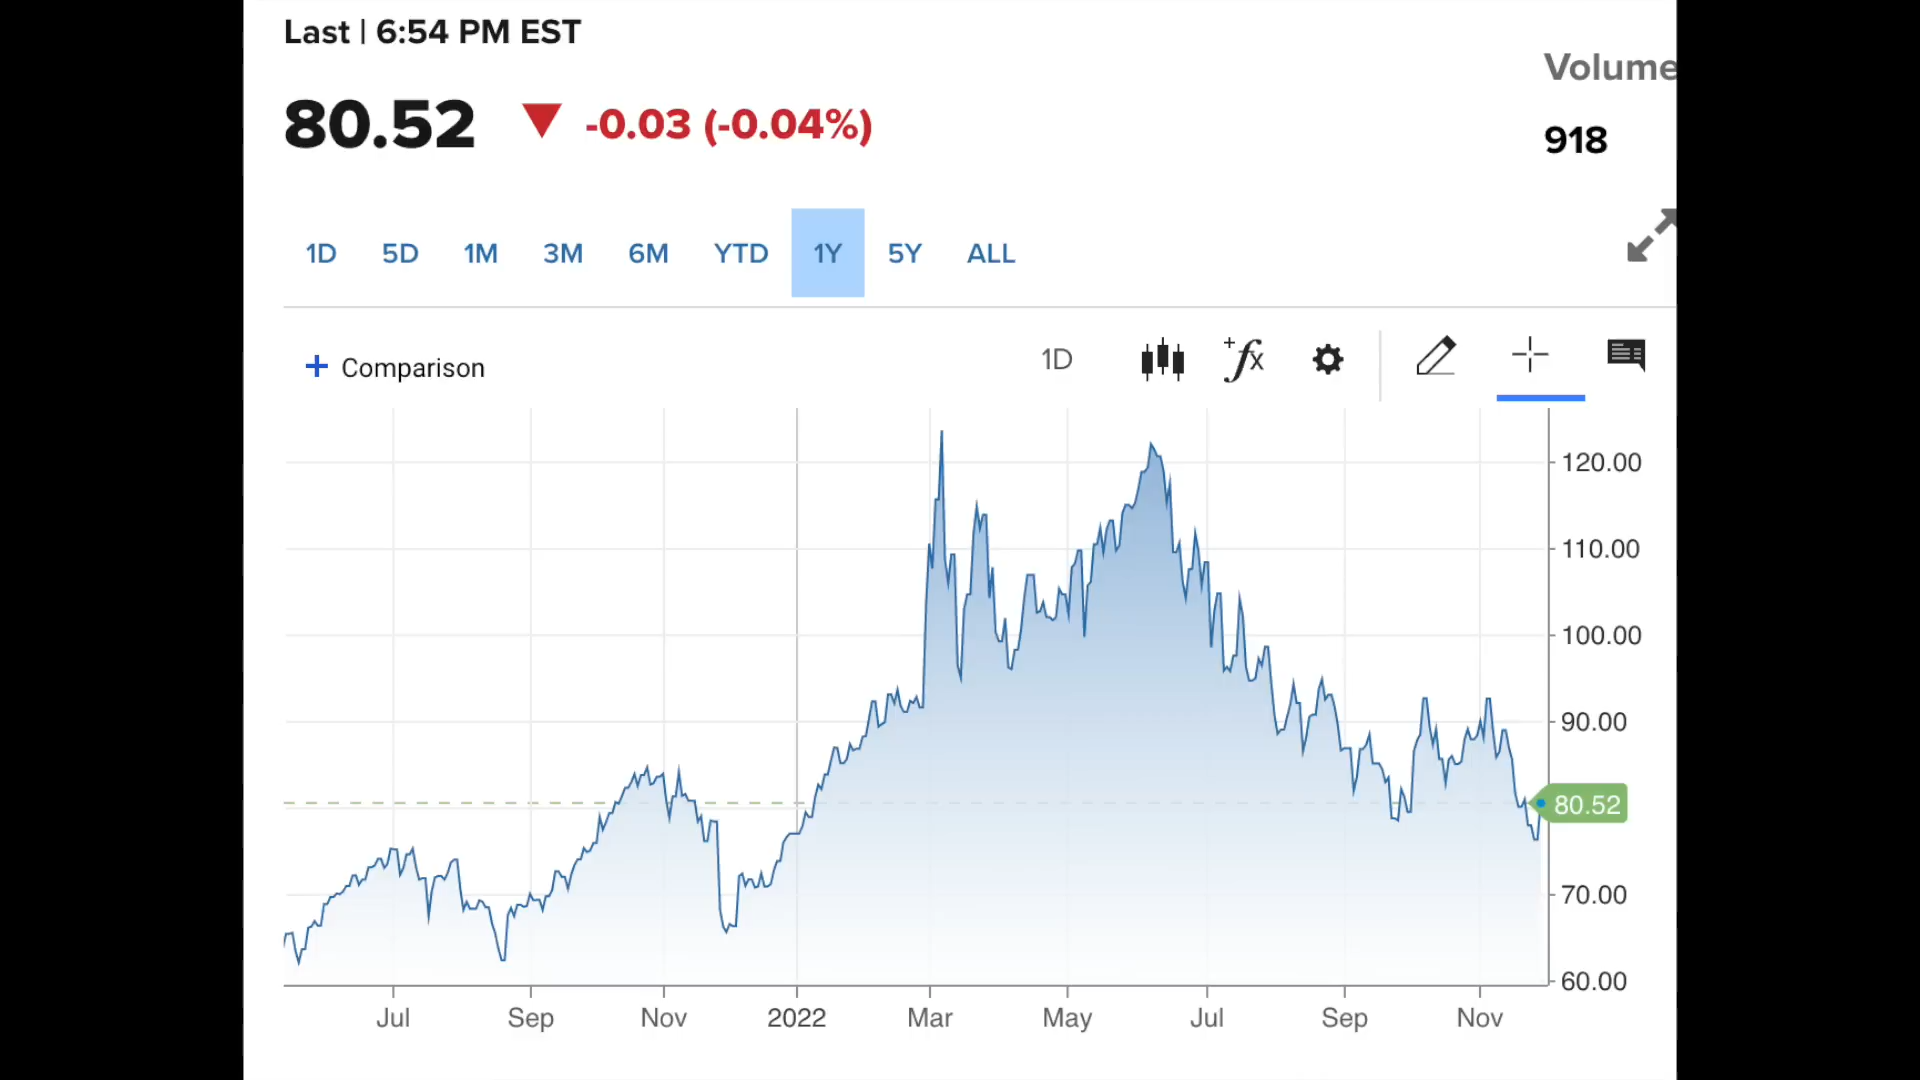 Last | 6:54 PM EST
Volume
80.52 ▼ -0.03 (-0.04%)
918
1D 5D 1M 3M 6M YTD 1Y 5Y ALL
+ Comparison
1D
+fx
120.00
110.00
100.00
90.00
80.52
70.00
60.00
Jul Sep Nov 2022 Mar May Jul Sep Nov